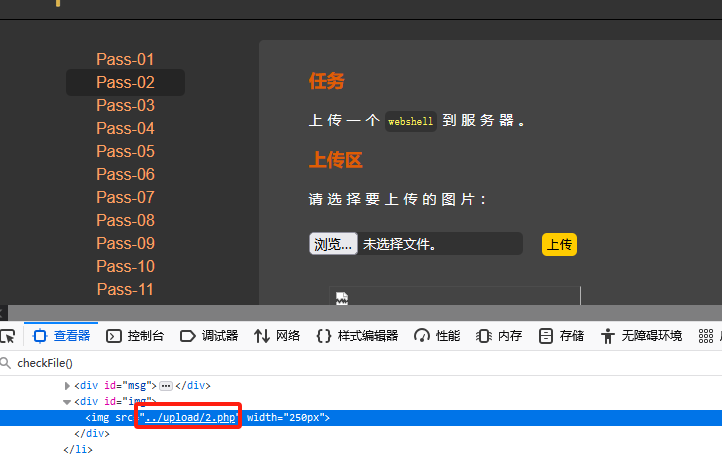 Pass-01
Pass-02
Pass-03
Pass-04
Pass-05
Pass-06
Pass-07
Pass-08
Pass-09
Pass-10
Pass-11
任务
上传一个 webshell 到服务器。
上传区
请选择要上传的图片：
浏览... 未选择文件。 上传
查看器 控制台 调试器 网络 样式编辑器 性能 内存 存储 无障碍环境
checkFile()
<div id="msg"> ••• </div>
<div id="img">
<img src="../upload/2.php" width="250px">
</div>
</li>